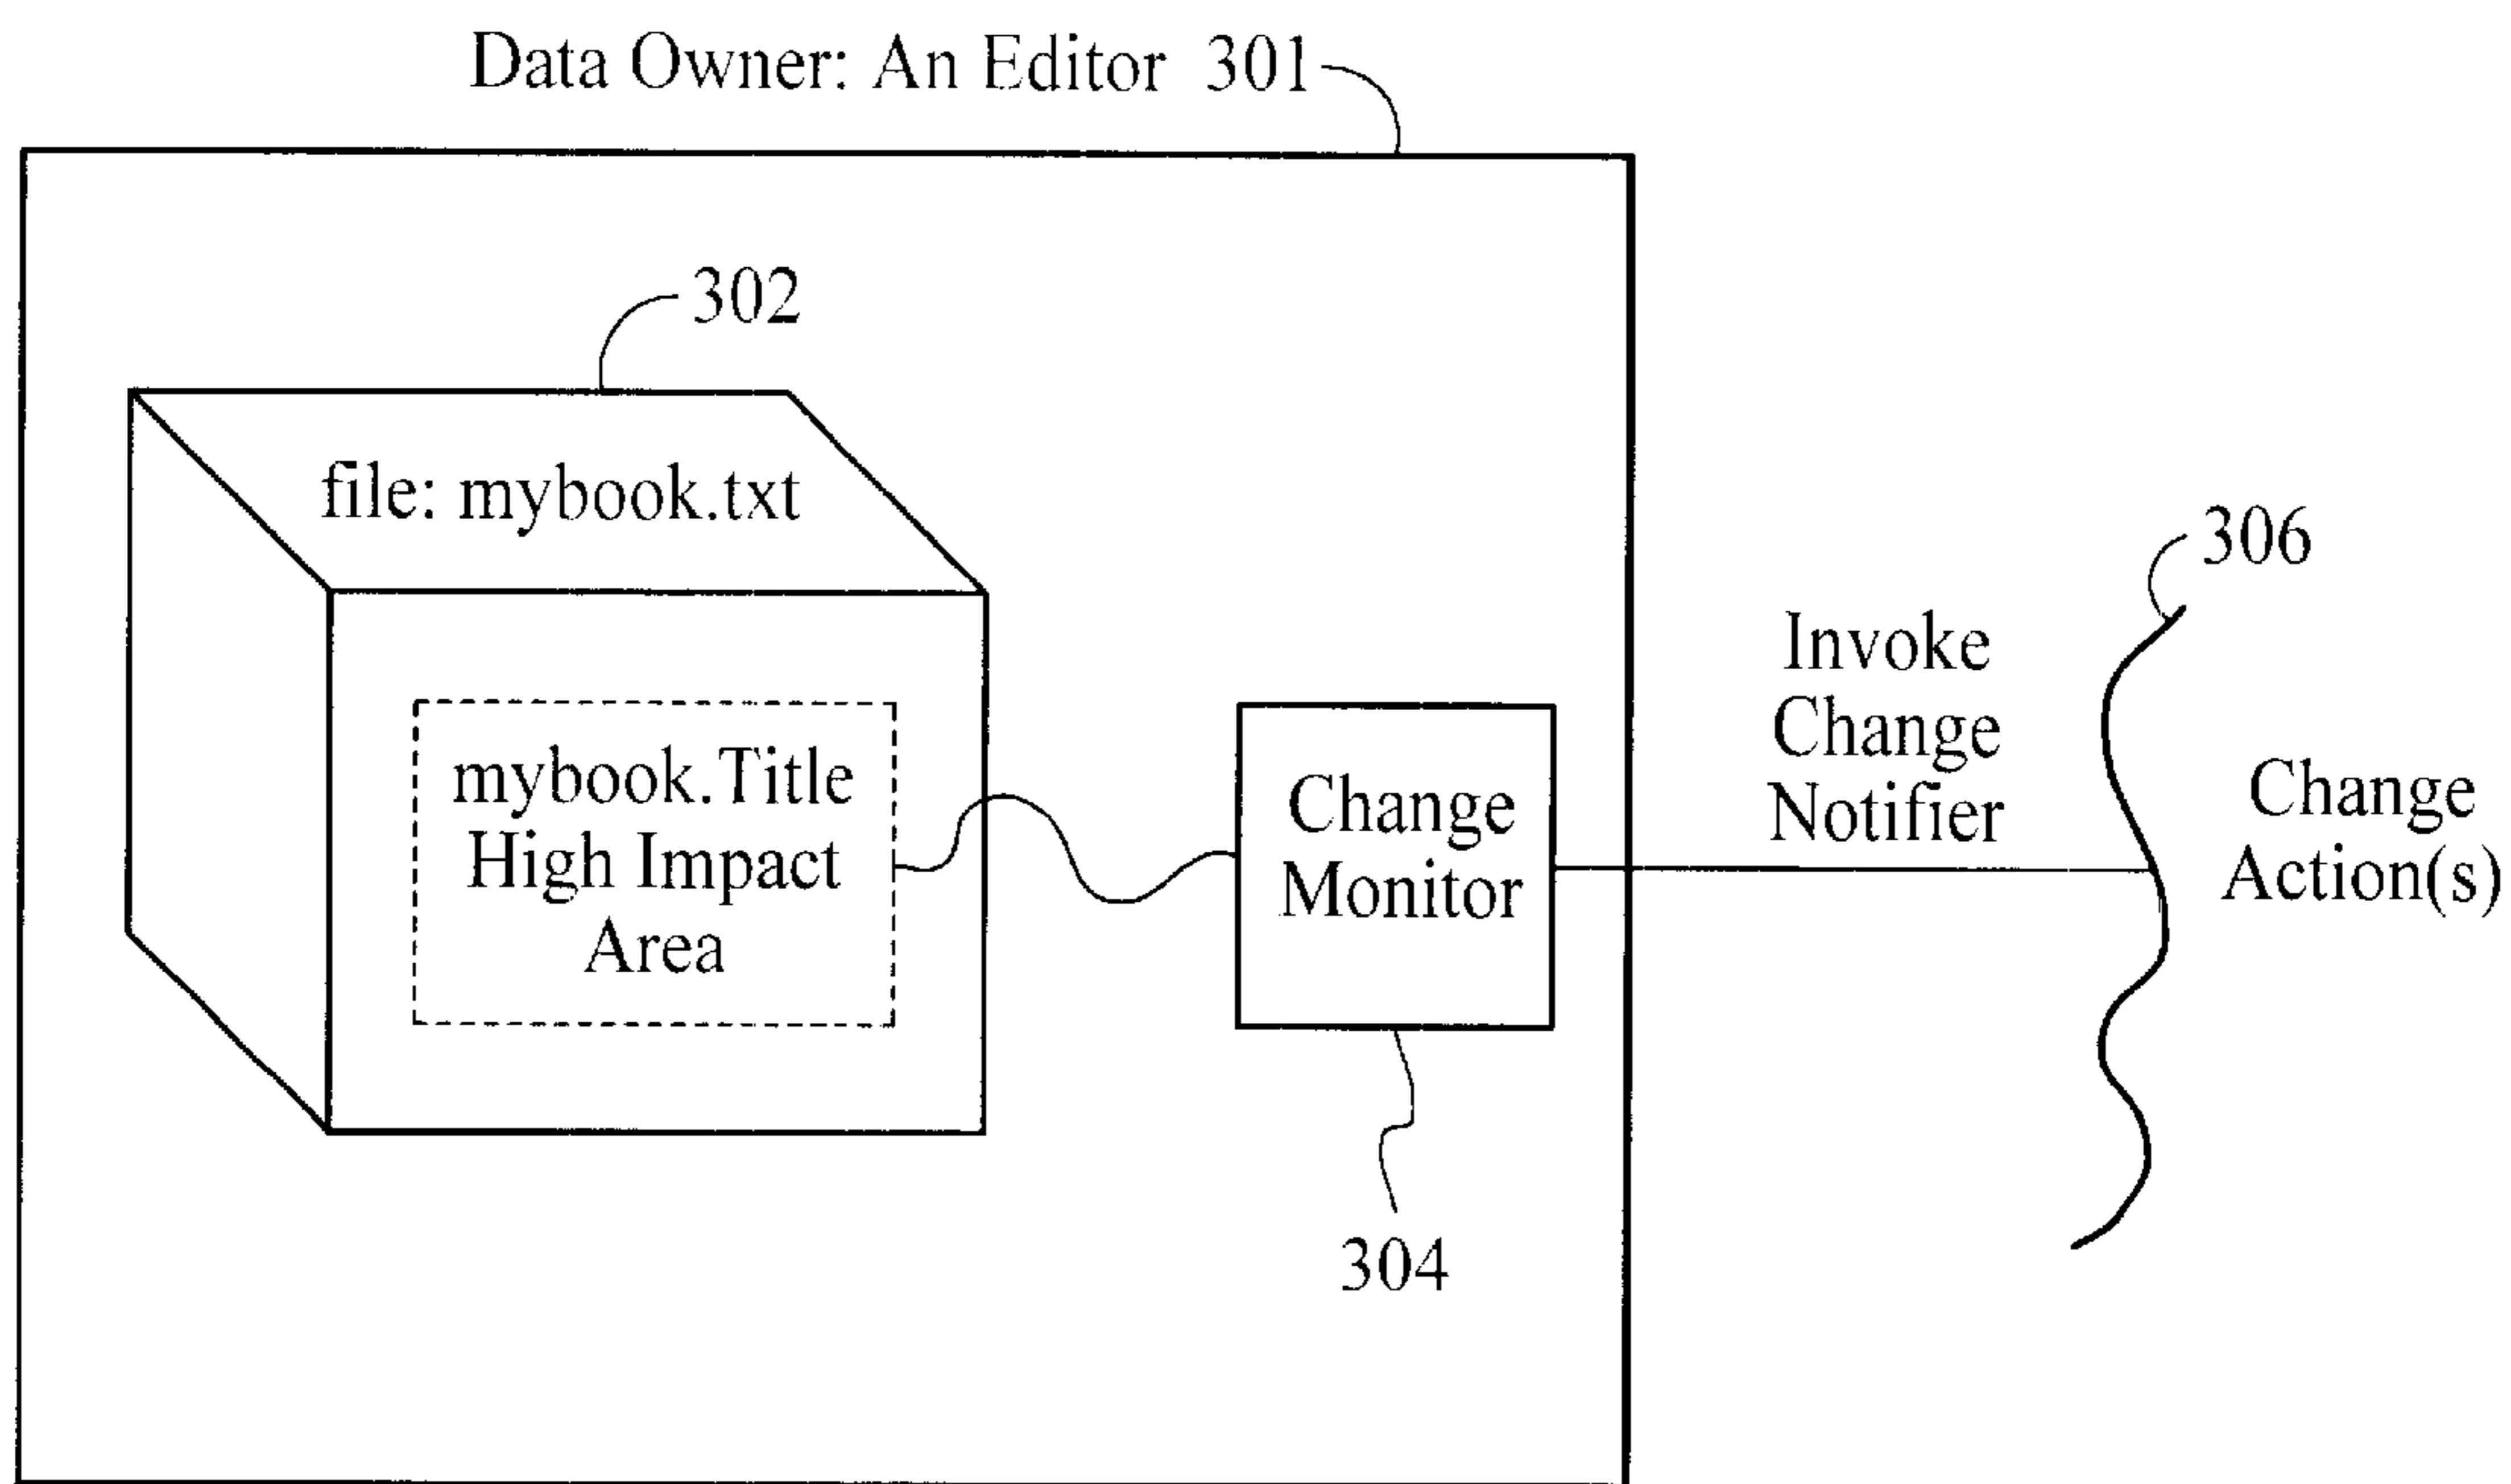 Data Owner: An Editor 301
302
file: mybook.txt
mybook.Title
High Impact
Area
Change
Monitor
304
Invoke
Change
Notifier
306
Change
Action(s)